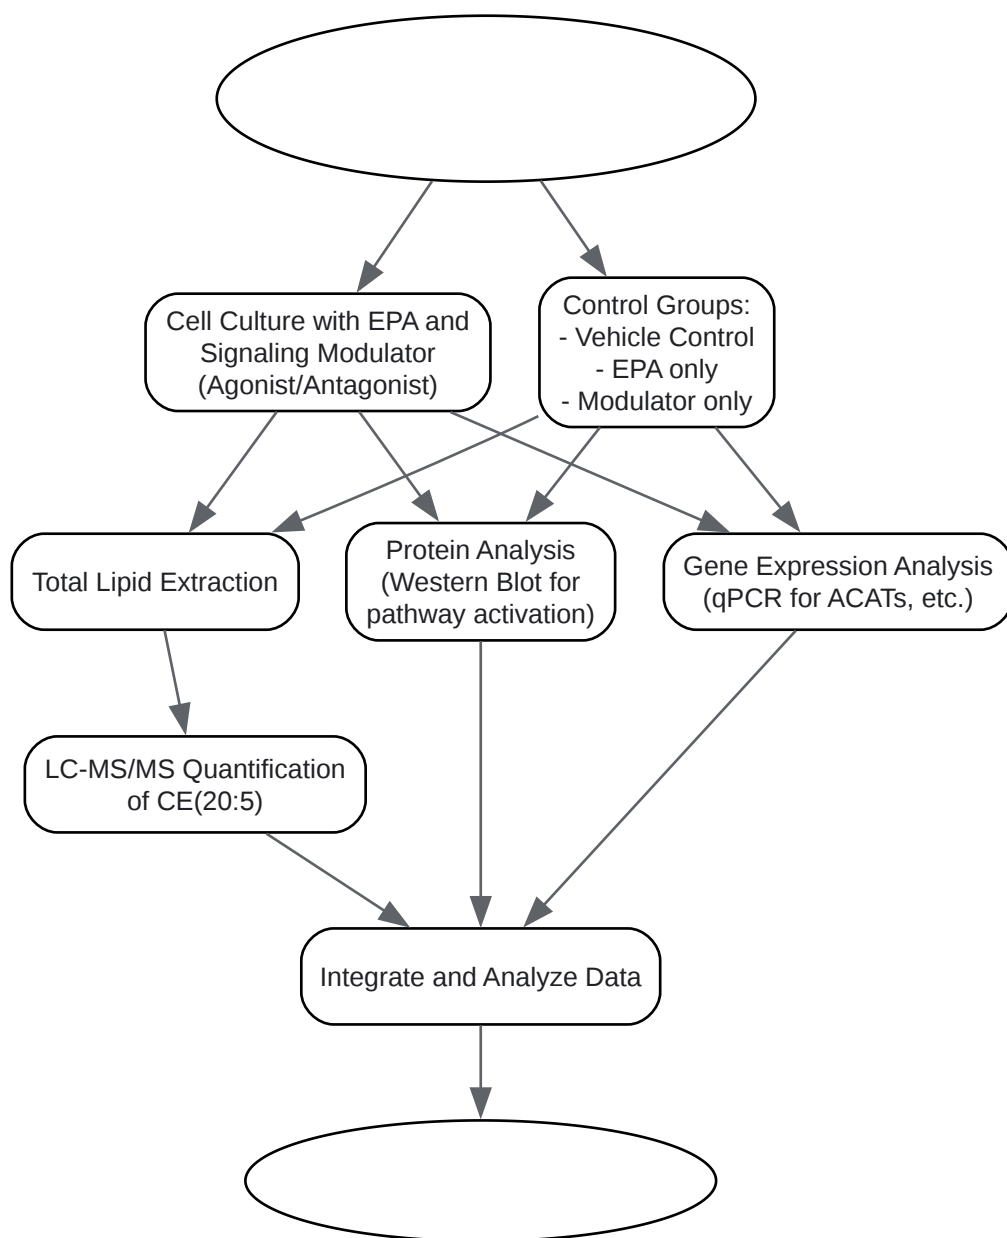 Cell Culture with EPA and
Signaling Modulator
(Agonist/Antagonist)
Control Groups:
- Vehicle Control
- EPA only
- Modulator only
Total Lipid Extraction
Protein Analysis
(Western Blot for
pathway activation)
Gene Expression Analysis
(qPCR for ACATs, etc.)
LC-MS/MS Quantification
of CE(20:5)
Integrate and Analyze Data